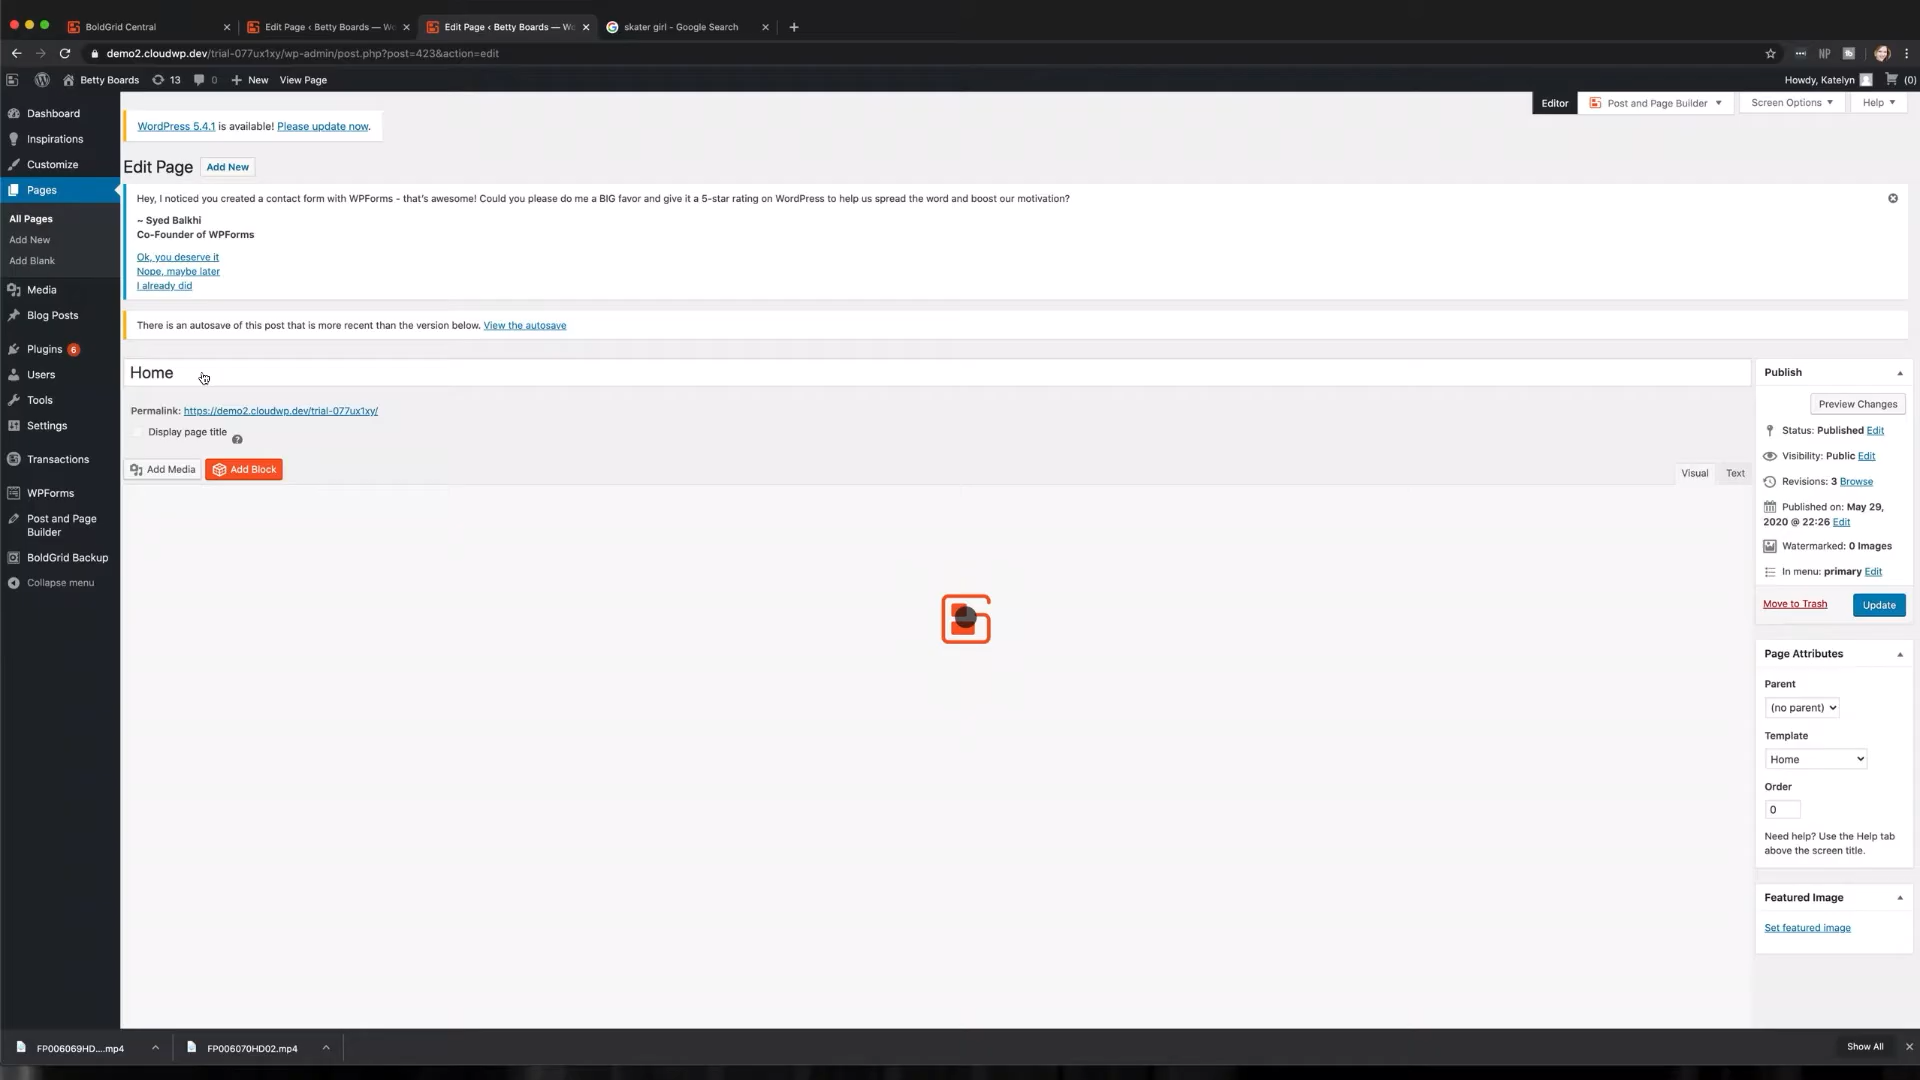 BoldGrid Central
Edit Page ‹ Betty Boards — Wo
Edit Page ‹ Betty Boards — Wo
skater girl - Google Search
demo2.cloudwp.dev/trial-077ux1xy/wp-admin/post.php?post=423&action=edit
NP
Betty Boards
13
0
New
View Page
Howdy, Katelyn
(0)
Dashboard
Inspirations
Customize
Pages
All Pages
Add New
Add Blank
Media
Blog Posts
Plugins 6
Users
Tools
Settings
Transactions
WPForms
Post and Page
Builder
BoldGrid Backup
Collapse menu
Editor
Post and Page Builder
Screen Options
Help
WordPress 5.4.1 is available! Please update now.
Edit Page
Add New
Hey, I noticed you created a contact form with WPForms - that's awesome! Could you please do me a BIG favor and give it a 5-star rating on WordPress to help us spread the word and boost our motivation?
~ Syed Balkhi
Co-Founder of WPForms
Ok, you deserve it
Nope, maybe later
I already did
There is an autosave of this post that is more recent than the version below. View the autosave
Home
Permalink: https://demo2.cloudwp.dev/trial-077ux1xy/
Display page title
Add Media
Add Block
Visual
Text
Publish
Preview Changes
Status: Published Edit
Visibility: Public Edit
Revisions: 3 Browse
Published on: May 29,
2020 @ 22:26 Edit
Watermarked: 0 Images
In menu: primary Edit
Move to Trash
Update
Page Attributes
Parent
(no parent)
Template
Home
Order
0
Need help? Use the Help tab
above the screen title.
Featured Image
Set featured image
FP006069HD....mp4
FP006070HD02.mp4
Show All